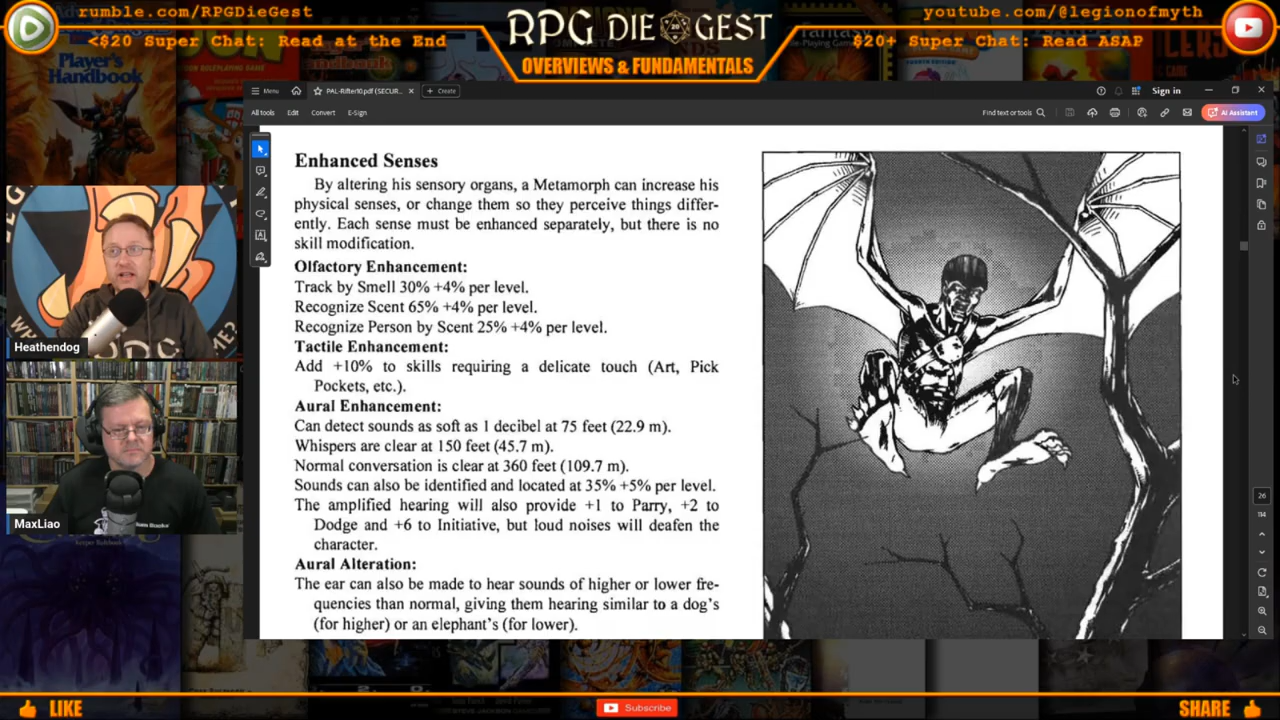 rumble.com/RPGDieGest
<$20 Super Chat: Read at the End
RPG DIE GEST
OVERVIEWS & FUNDAMENTALS
youtube.com/@legionofmyth
$20+ Super Chat: Read ASAP
Player's
Handbook
Menu
PAL-Rifter10.pdf (SECUR...
Create
Sign in
All tools
Edit
Convert
E-Sign
Find text or tools
AI Assistant
Enhanced Senses
By altering his sensory organs, a Metamorph can increase his
physical senses, or change them so they perceive things differ-
ently. Each sense must be enhanced separately, but there is no
skill modification.
Olfactory Enhancement:
Track by Smell 30% +4% per level.
Recognize Scent 65% +4% per level.
Recognize Person by Scent 25% +4% per level.
Tactile Enhancement:
Add +10% to skills requiring a delicate touch (Art, Pick
Pockets, etc.).
Aural Enhancement:
Can detect sounds as soft as 1 decibel at 75 feet (22.9 m).
Whispers are clear at 150 feet (45.7 m).
Normal conversation is clear at 360 feet (109.7 m).
Sounds can also be identified and located at 35% +5% per level.
The amplified hearing will also provide +1 to Parry, +2 to
Dodge and +6 to Initiative, but loud noises will deafen the
character.
Aural Alteration:
The ear can also be made to hear sounds of higher or lower fre-
quencies than normal, giving them hearing similar to a dog's
(for higher) or an elephant's (for lower).
26
114
Heathendog
MaxLiao
LIKE
Subscribe
SHARE